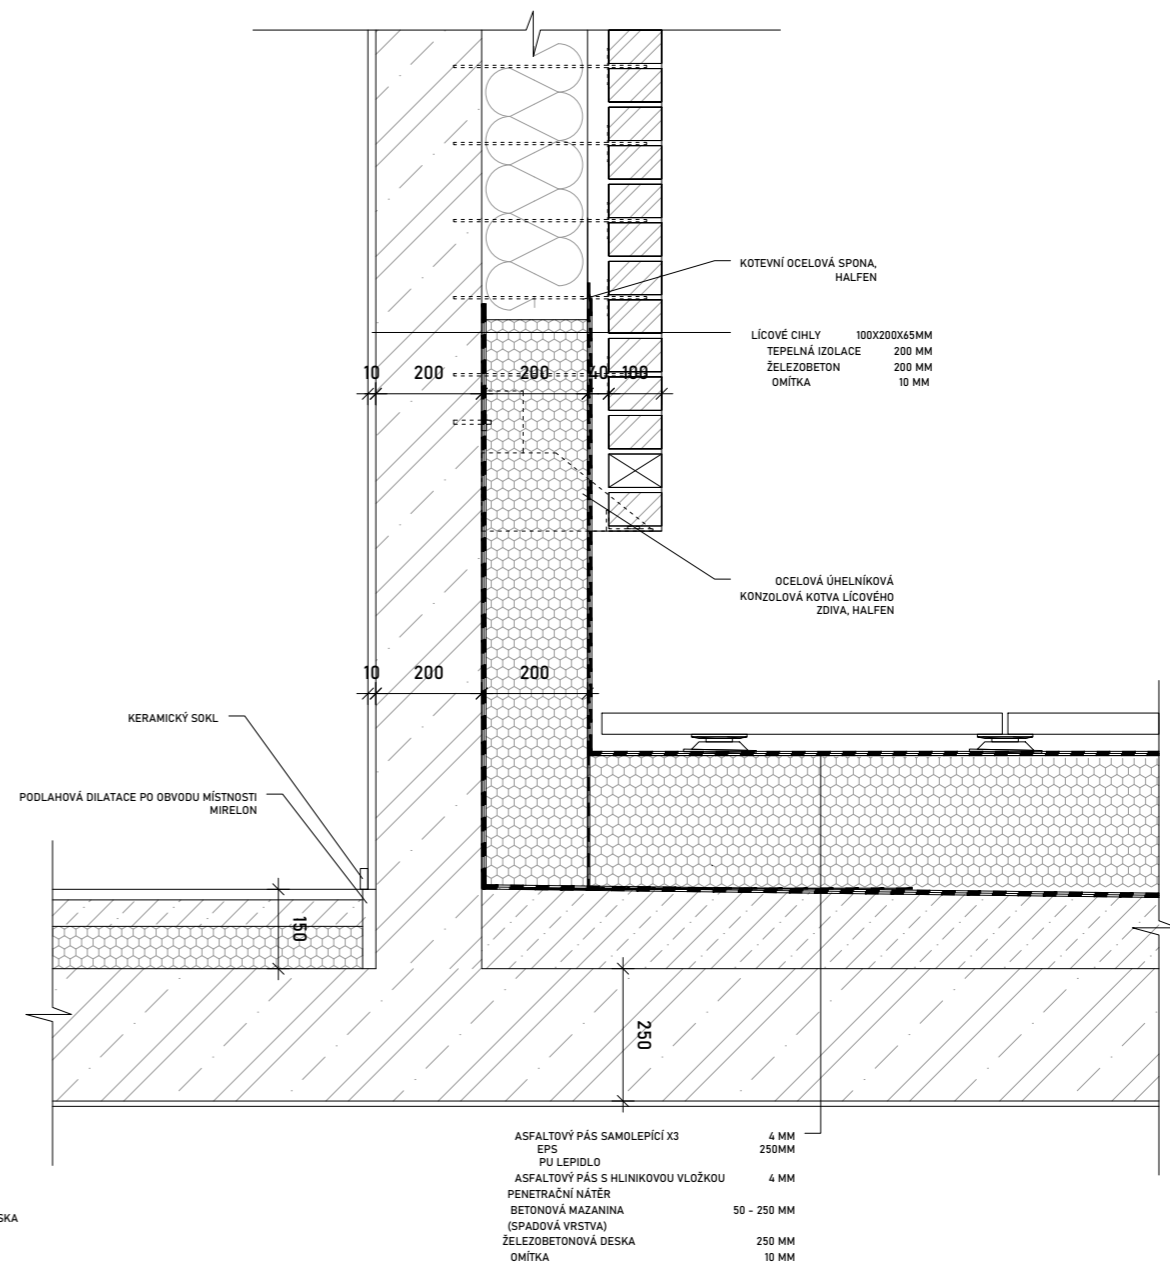 KOTEVNÍ OCELOVÁ SPONA,
HALFEN
LÍCOVÉ CIHLY 100X200X65MM
TEPELNÁ IZOLACE 200 MM
ŽELEZOBETON 200 MM
OMÍTKA 10 MM
10 200 200 40 100
OCELOVÁ ÚHELNÍKOVÁ
KONZOLOVÁ KOTVA LÍCOVÉHO
ZDIVA, HALFEN
10 200 200
KERAMICKÝ SOKL
PODLAHOVÁ DILATACE PO OBVODU MÍSTNOSTI
MIRELON
150
250
ASFALTOVÝ PÁS SAMOLEPÍCÍ X3 4 MM
EPS 250MM
PU LEPIDLO
ASFALTOVÝ PÁS S HLINIKOVOU VLOŽKOU 4 MM
PENETRAČNÍ NÁTĚR
BETONOVÁ MAZANINA 50 - 250 MM
(SPADOVÁ VRSTVA)
ŽELEZOBETONOVÁ DESKA 250 MM
OMÍTKA 10 MM
SKA